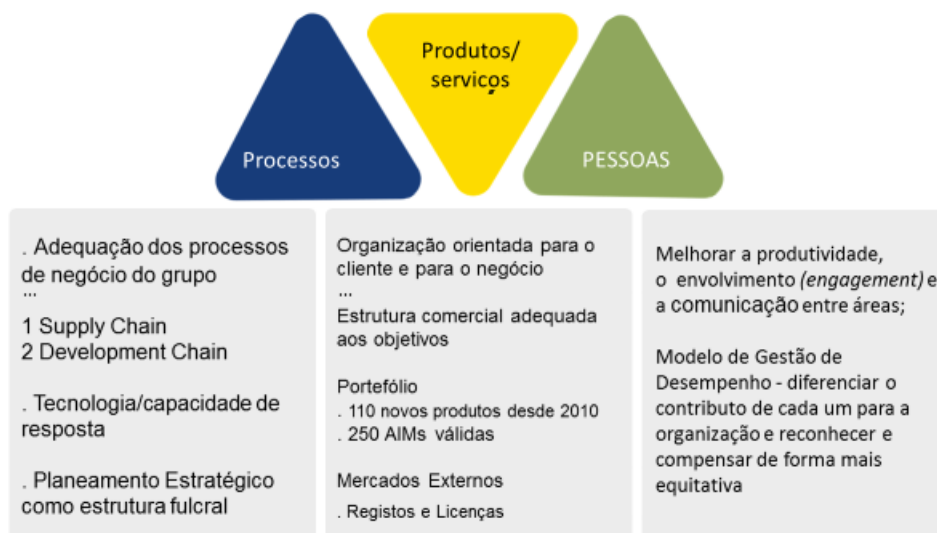 Processos
Produtos/
serviços
PESSOAS
. Adequação dos processos
de negócio do grupo
...
1 Supply Chain
2 Development Chain
. Tecnologia/capacidade de
resposta
. Planeamento Estratégico
como estrutura fulcral
Organização orientada para o
cliente e para o negócio
...
Estrutura comercial adequada
aos objetivos
Portefólio
. 110 novos produtos desde 2010
. 250 AIMs válidas
Mercados Externos
. Registos e Licenças
Melhorar a produtividade,
o envolvimento (engagement) e
a comunicação entre áreas;
Modelo de Gestão de
Desempenho - diferenciar o
contributo de cada um para a
organização e reconhecer e
compensar de forma mais
equitativa